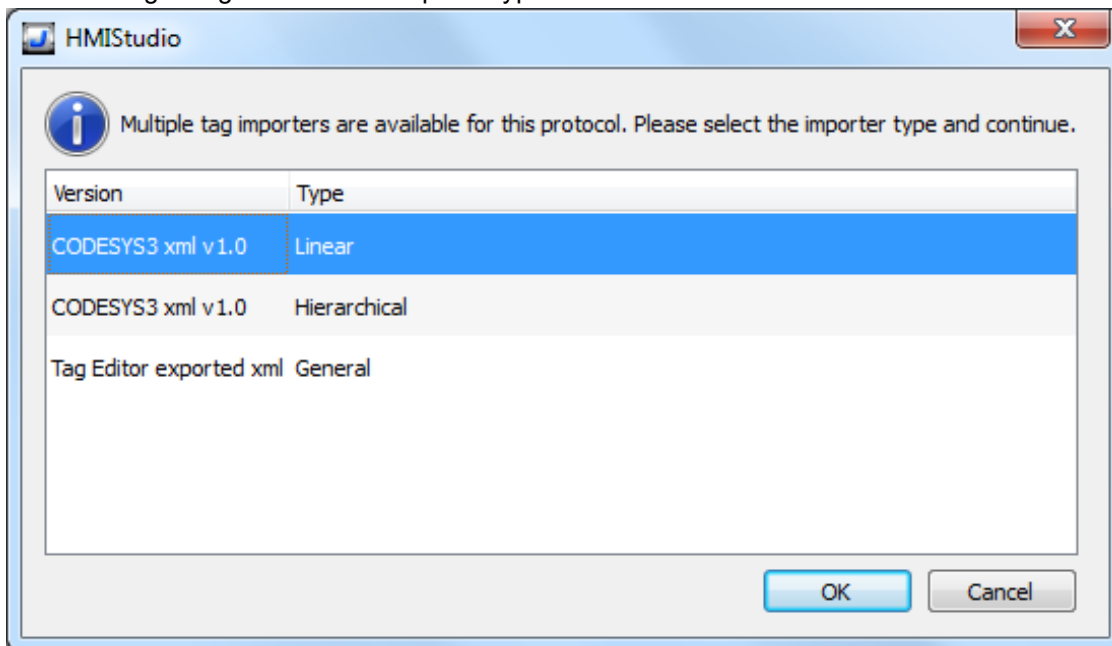 HMIStudio
Multiple tag importers are available for this protocol. Please select the importer type and continue.
Version Type
CODESYS3 xml v1.0 Linear
CODESYS3 xml v1.0 Hierarchical
Tag Editor exported xml General
OK Cancel